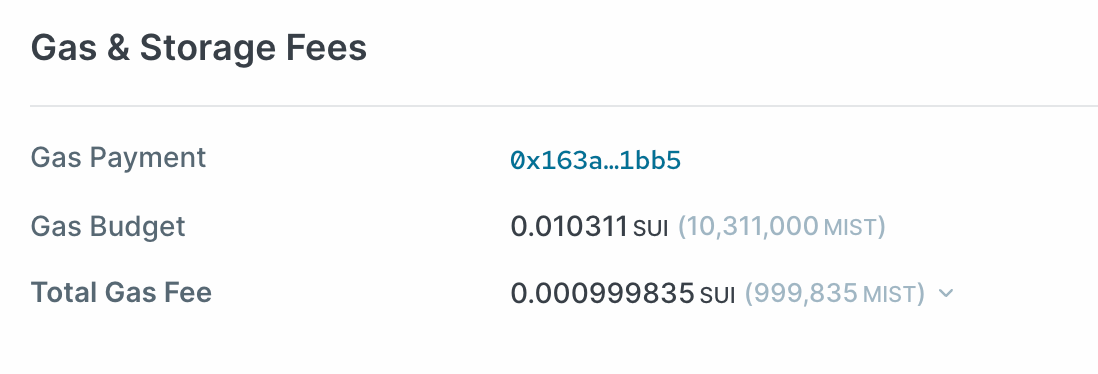 Gas & Storage Fees
Gas Payment 0x163a…1bb5
Gas Budget 0.010311 SUI (10,311,000 MIST)
Total Gas Fee 0.000999835 SUI (999,835 MIST)